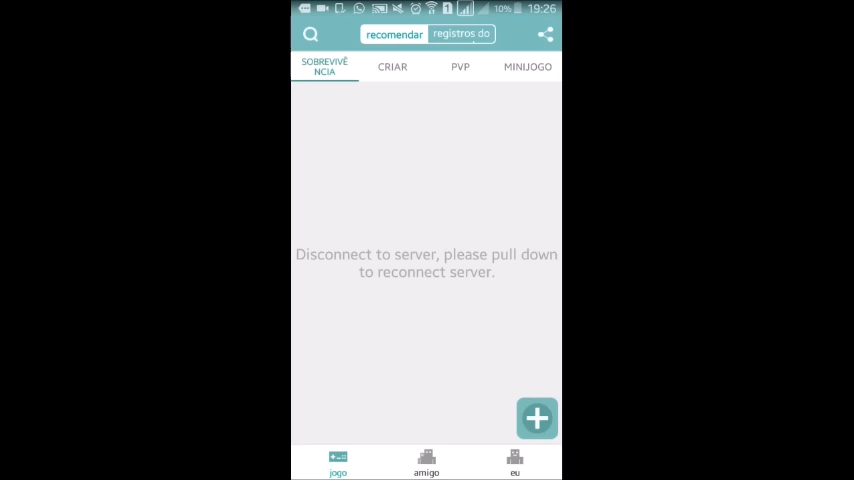 1
10%
19:26
recomendar
registros do
SOBREVIVÊ
NCIA
CRIAR
PVP
MINIJOGO
Disconnect to server, please pull down
to reconnect server.
jogo
amigo
eu